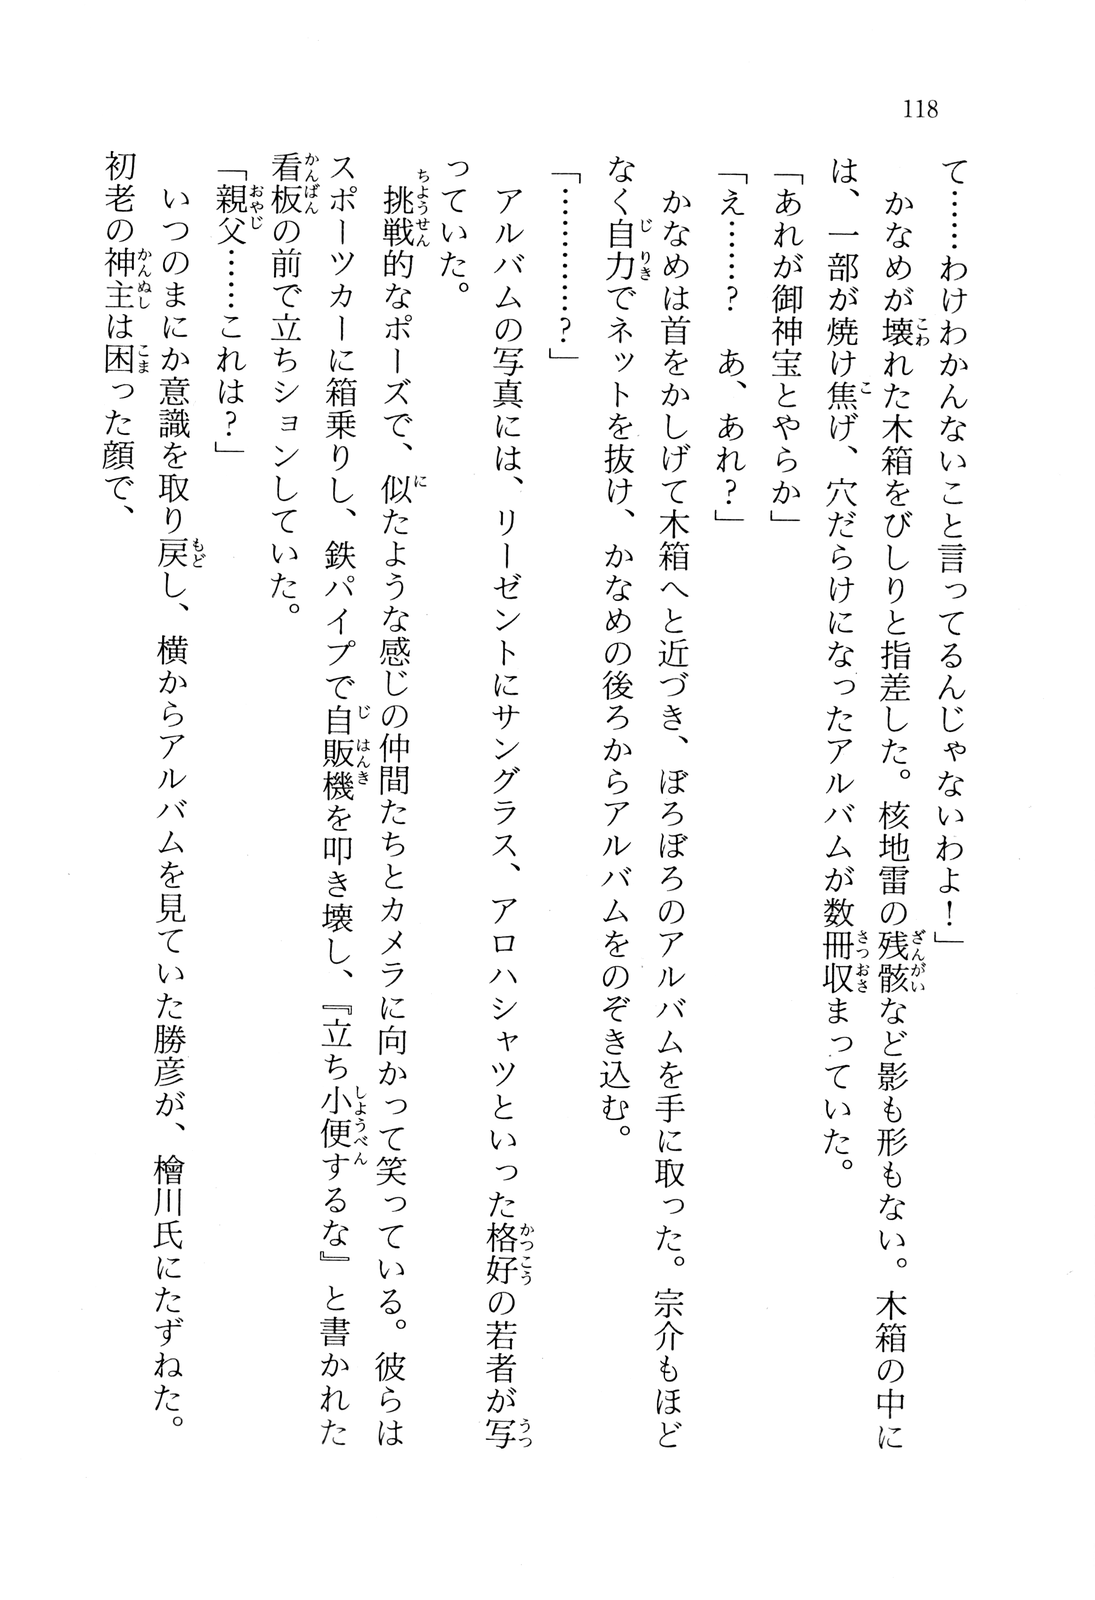 118
て……わけわかんないこと言ってるんじゃないわよ！」
かなめが壊れた木箱をびしりと指差した。核地雷の残骸など影も形もない。木箱の中に
は、一部が焼け焦げ、穴だらけになったアルバムが数冊収まっていた。
「あれが御神宝とやらか」
「え……？　あ、あれ？」
かなめは首をかしげて木箱へと近づき、ぼろぼろのアルバムを手に取った。宗介もほど
なく自力でネットを抜け、かなめの後ろからアルバムをのぞき込む。
「…………？」
アルバムの写真には、リーゼントにサングラス、アロハシャツといった格好の若者が写
っていた。
挑戦的なポーズで、似たような感じの仲間たちとカメラに向かって笑っている。彼らは
スポーツカーに箱乗りし、鉄パイプで自販機を叩き壊し、『立ち小便するな』と書かれた
看板の前で立ちションしていた。
「親父……これは？」
いつのまにか意識を取り戻し、横からアルバムを見ていた勝彦が、檜川氏にたずねた。
初老の神主は困った顔で、